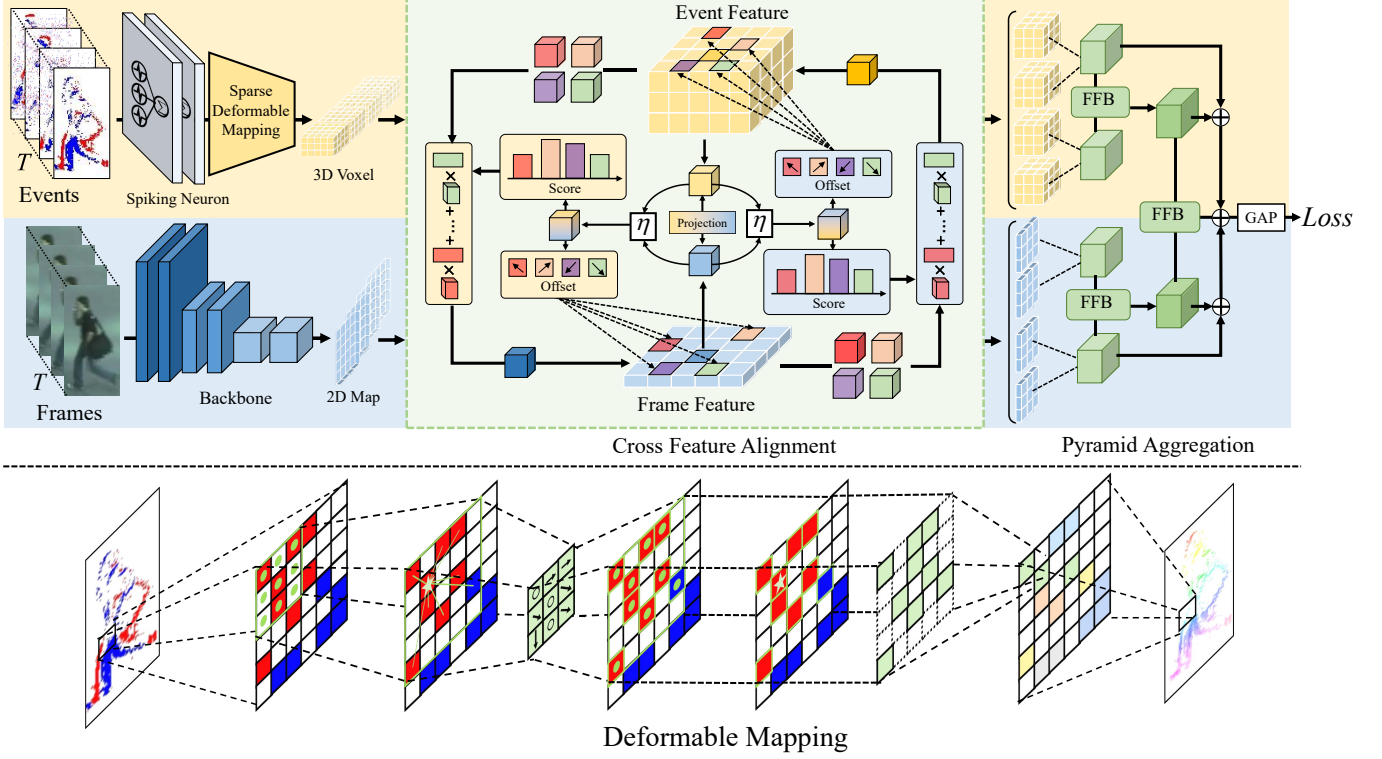 T
Events
Spiking Neuron
Sparse
Deformable
Mapping
3D Voxel
T
Frames
Backbone
2D Map
Event Feature
Score
Offset
η
Projection
η
Offset
Score
Frame Feature
Cross Feature Alignment
FFB
FFB
FFB
GAP
Loss
Pyramid Aggregation
Deformable Mapping